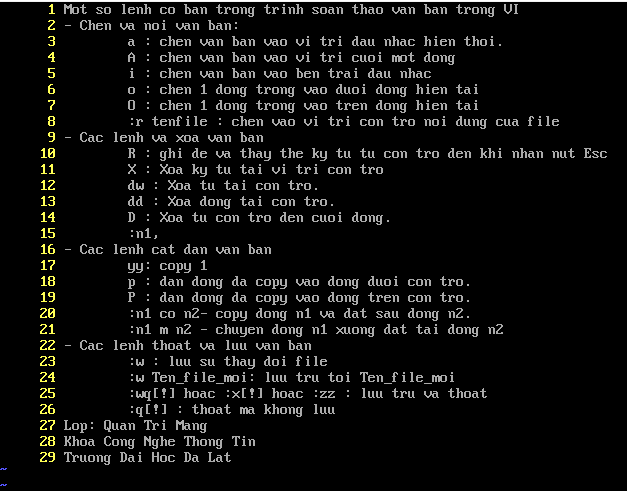 1 Mot so lenh co ban trong trinh soan thao van ban trong VI
2 - Chen va noi van ban:
3 a : chen van ban vao vi tri dau nhac hien thoi.
4 A : chen van ban vao vi tri cuoi mot dong
5 i : chen van ban vao ben trai dau nhac
6 o : chen 1 dong trong vao duoi dong hien tai
7 O : chen 1 dong trong vao tren dong hien tai
8 :r tenfile : chen vao vi tri con tro noi dung cua file
9 - Cac lenh va xoa van ban
10 R : ghi de va thay the ky tu tu con tro den khi nhan nut Esc
11 X : Xoa ky tu tai vi tri con tro
12 dw : Xoa tu tai con tro.
13 dd : Xoa dong tai con tro.
14 D : Xoa tu con tro den cuoi dong.
15 :n1,
16 - Cac lenh cat dan van ban
17 yy: copy 1
18 p : dan dong da copy vao dong duoi con tro.
19 P : dan dong da copy vao dong tren con tro.
20 :n1 co n2- copy dong n1 va dat sau dong n2.
21 :n1 m n2 - chuyen dong n1 xuong dat tai dong n2
22 - Cac lenh thoat va luu van ban
23 :w : luu su thay doi file
24 :w Ten_file_moi: luu tru toi Ten_file_moi
25 :wq[!] hoac :x[!] hoac :zz : luu tru va thoat
26 :q[!] : thoat ma khong luu
27 Lop: Quan Tri Mang
28 Khoa Cong Nghe Thong Tin
29 Truong Dai Hoc Da Lat
~
~